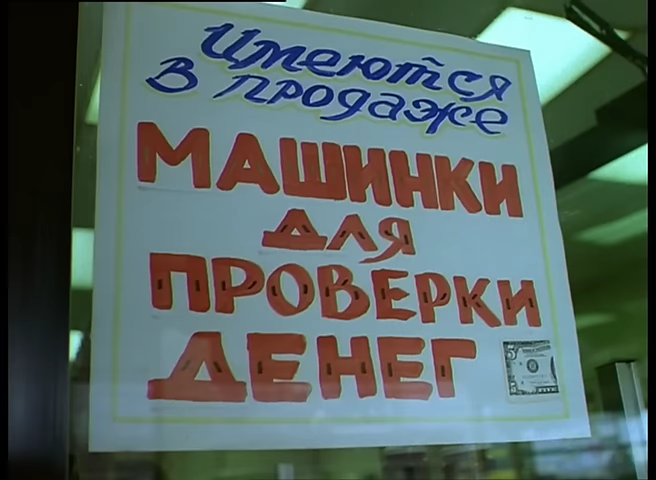 Имеются
в продаже
МАШИНКИ
ДЛЯ
ПРОВЕРКИ
ДЕНЕГ